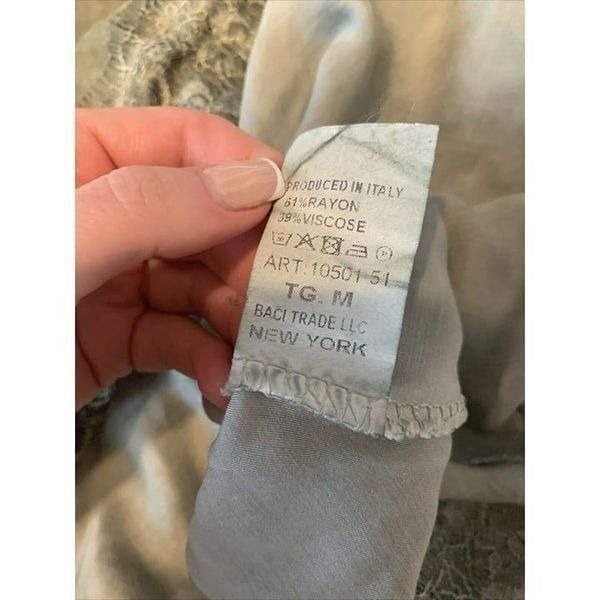 PRODUCED IN ITALY
61%RAYON
39%VISCOSE
ART:10501 51
TG. M
BACI TRADE LLC
NEW YORK